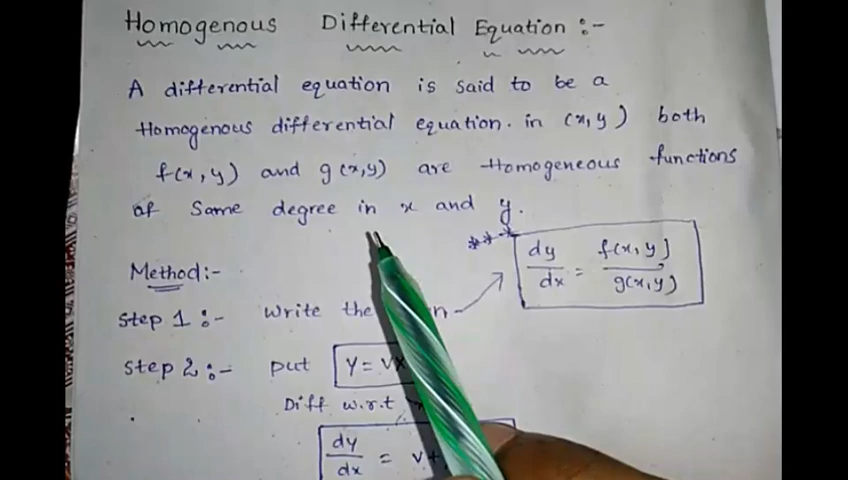 Homogenous Differential Equation :-
A differential equation is said to be a
Homogenous differential equation. in (x,y) both
f(x,y) and g(x,y) are Homogeneous functions
of same degree in x and y.
***
dy/dx = f(x,y)/g(x,y)
Method:-
Step 1:- Write the
Step 2:- put y = vx
Diff w.r.t
dy/dx = v+